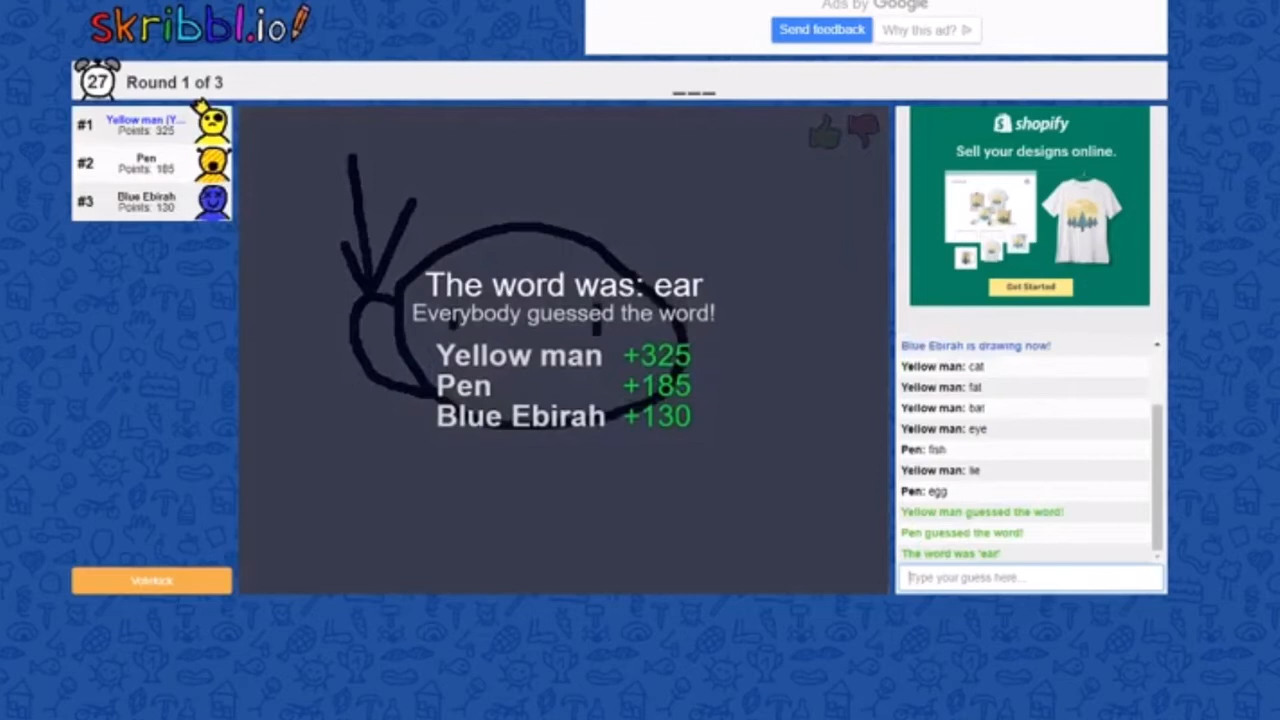 skribbl.io
Ads by Google
Send feedback
Why this ad?
27
Round 1 of 3
___
#1
Yellow man (Y...
Points: 325
#2
Pen
Points: 185
#3
Blue Ebirah
Points: 130
The word was: ear
Everybody guessed the word!
Yellow man +325
Pen +185
Blue Ebirah +130
shopify
Sell your designs online.
Get Started
Blue Ebirah is drawing now!
Yellow man: cat
Yellow man: fat
Yellow man: bat
Yellow man: eye
Pen: fish
Yellow man: lie
Pen: egg
Yellow man guessed the word!
Pen guessed the word!
The word was 'ear'
Type your guess here...
Votekick